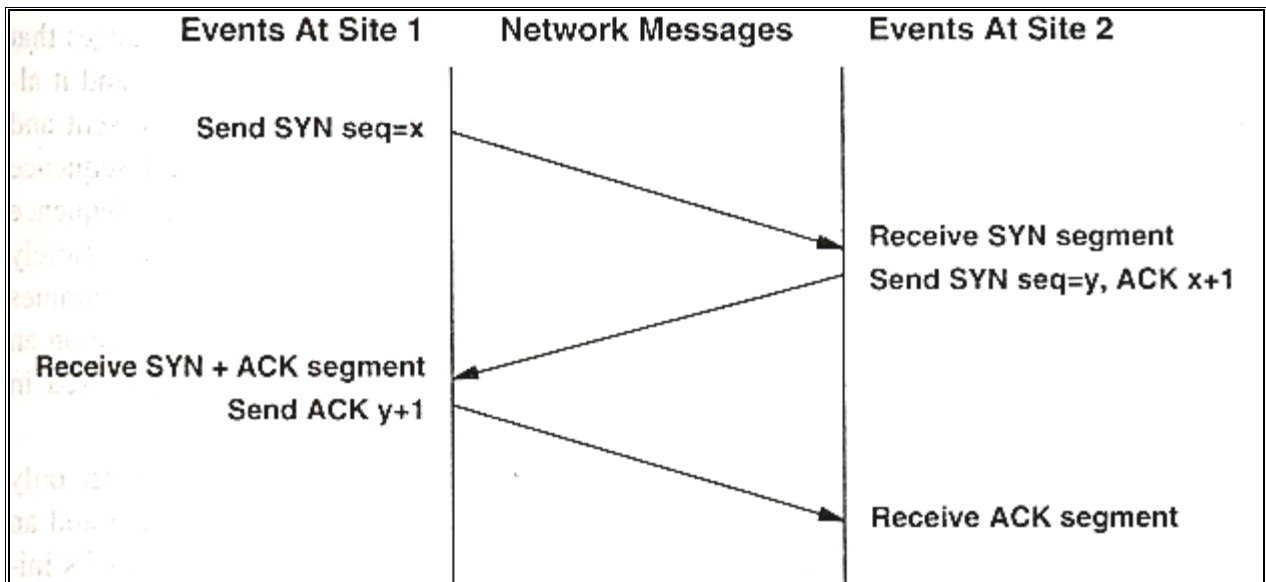 Events At Site 1
Network Messages
Events At Site 2
Send SYN seq=x
Receive SYN segment
Send SYN seq=y, ACK x+1
Receive SYN + ACK segment
Send ACK y+1
Receive ACK segment